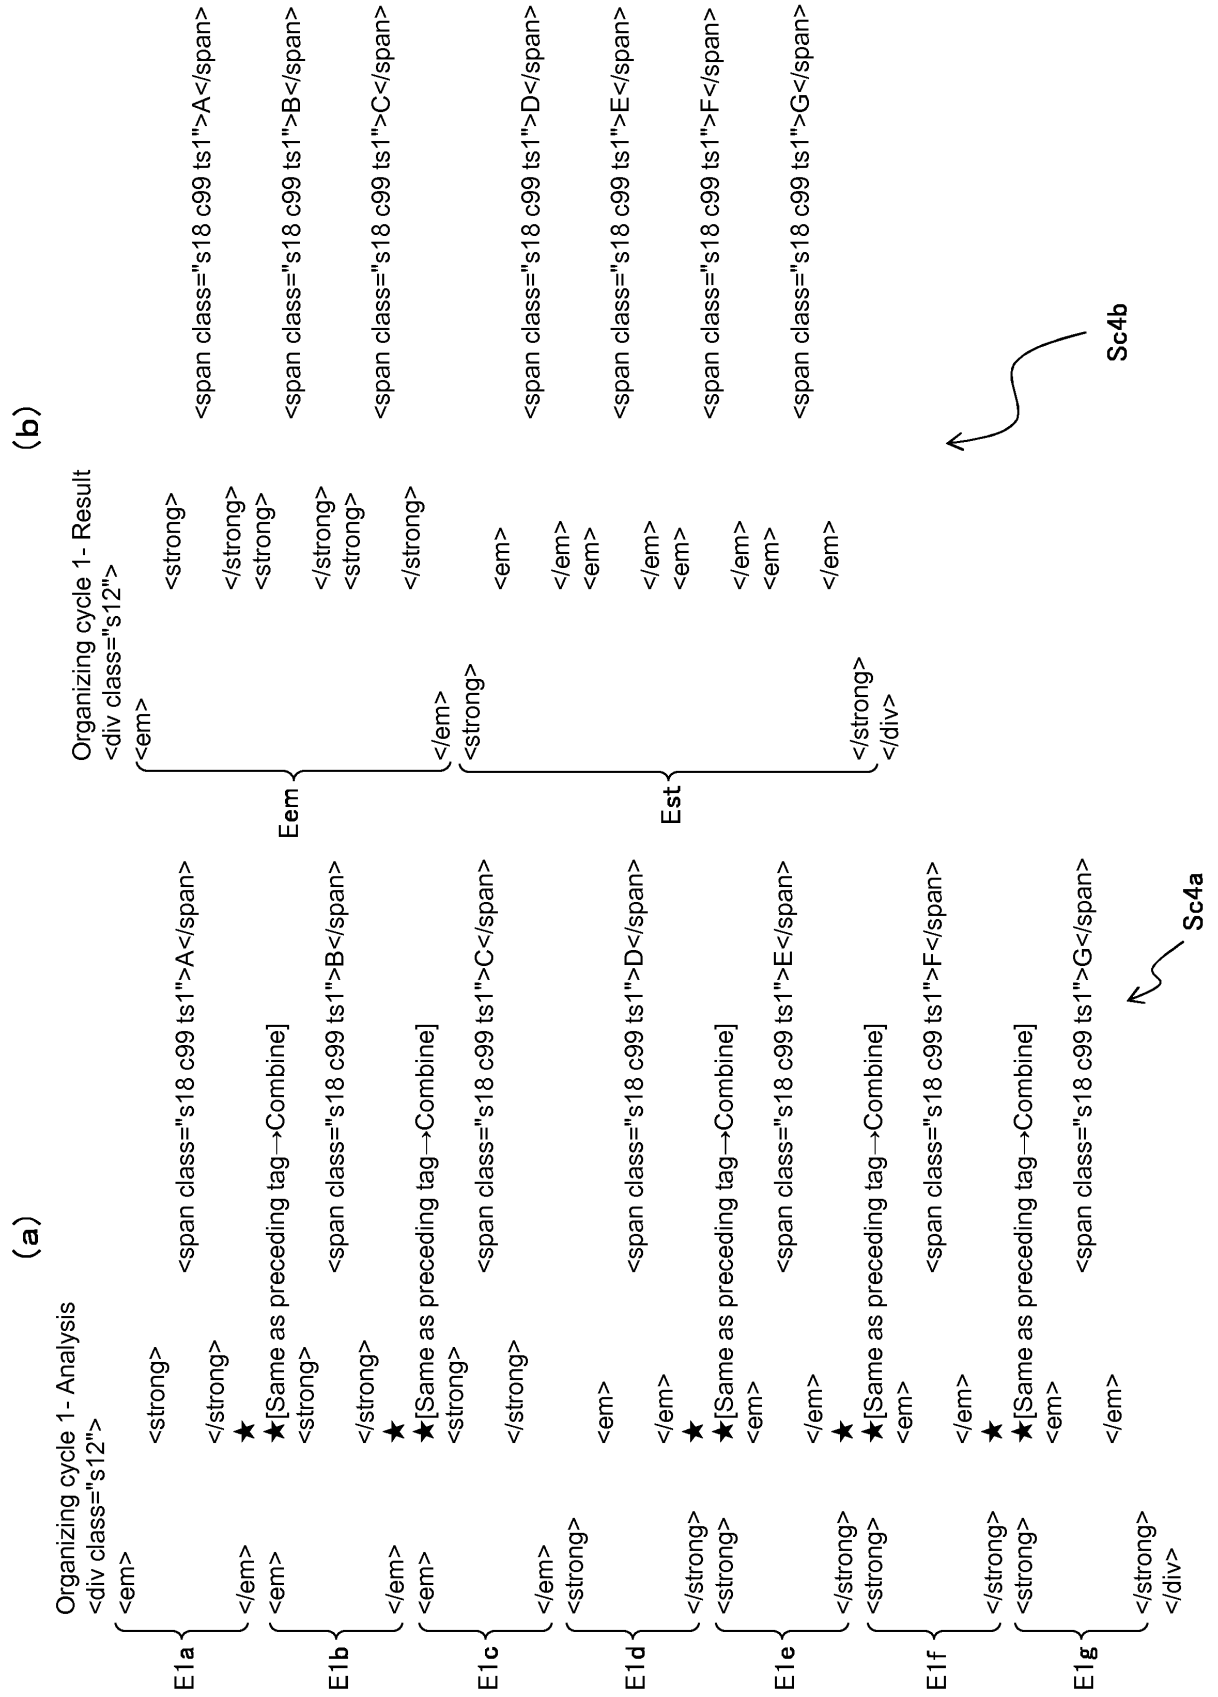 (a)
Organizing cycle 1- Analysis
<div class="s12">
E1a
<em>
<strong>
<span class="s18 c99 ts1">A</span>
</strong>
</em> ★
E1b
<em> ★[Same as preceding tag→Combine]
<strong>
<span class="s18 c99 ts1">B</span>
</strong>
</em> ★
E1c
<em> ★[Same as preceding tag→Combine]
<strong>
<span class="s18 c99 ts1">C</span>
</strong>
</em>
E1d
<strong>
<em>
<span class="s18 c99 ts1">D</span>
</em>
</strong> ★
E1e
<strong> ★[Same as preceding tag→Combine]
<em>
<span class="s18 c99 ts1">E</span>
</em>
</strong> ★
E1f
<strong> ★[Same as preceding tag→Combine]
<em>
<span class="s18 c99 ts1">F</span>
</em>
</strong> ★
E1g
<strong> ★[Same as preceding tag→Combine]
<em>
<span class="s18 c99 ts1">G</span>
</em>
</strong>
</div>
Sc4a
(b)
Organizing cycle 1- Result
<div class="s12">
Eem
<em>
<strong>
<span class="s18 c99 ts1">A</span>
</strong>
<strong>
<span class="s18 c99 ts1">B</span>
</strong>
<strong>
<span class="s18 c99 ts1">C</span>
</strong>
</em>
Est
<strong>
<em>
<span class="s18 c99 ts1">D</span>
</em>
<em>
<span class="s18 c99 ts1">E</span>
</em>
<em>
<span class="s18 c99 ts1">F</span>
</em>
<em>
<span class="s18 c99 ts1">G</span>
</em>
</strong>
</div>
Sc4b